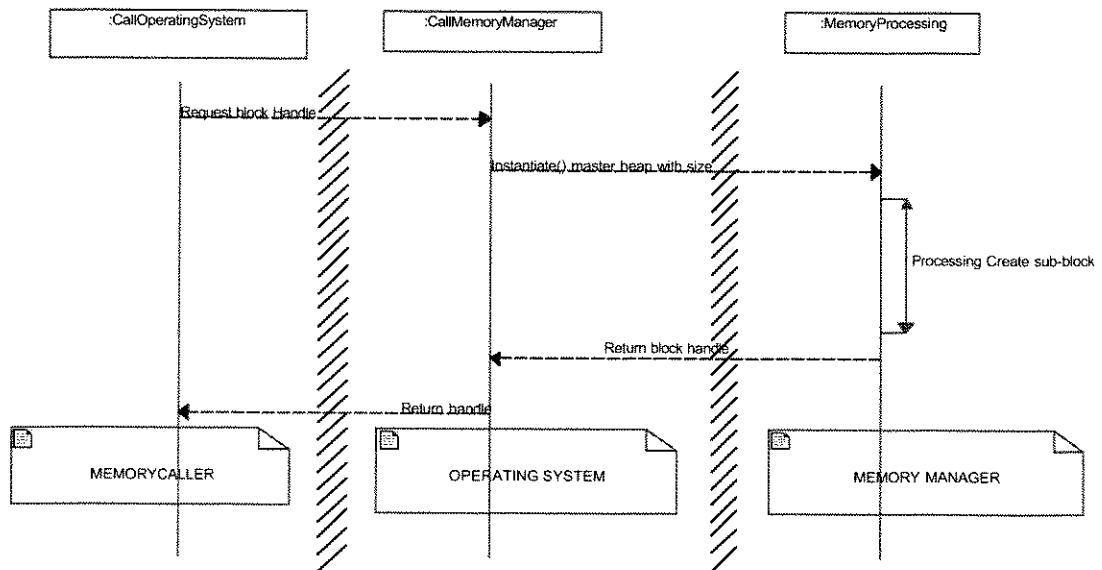 :CallOperatingSystem
:CallMemoryManager
:MemoryProcessing
Request block Handle
Instantiate() master heap with size
Processing Create sub-block
Return block handle
Return handle
MEMORYCALLER
OPERATING SYSTEM
MEMORY MANAGER